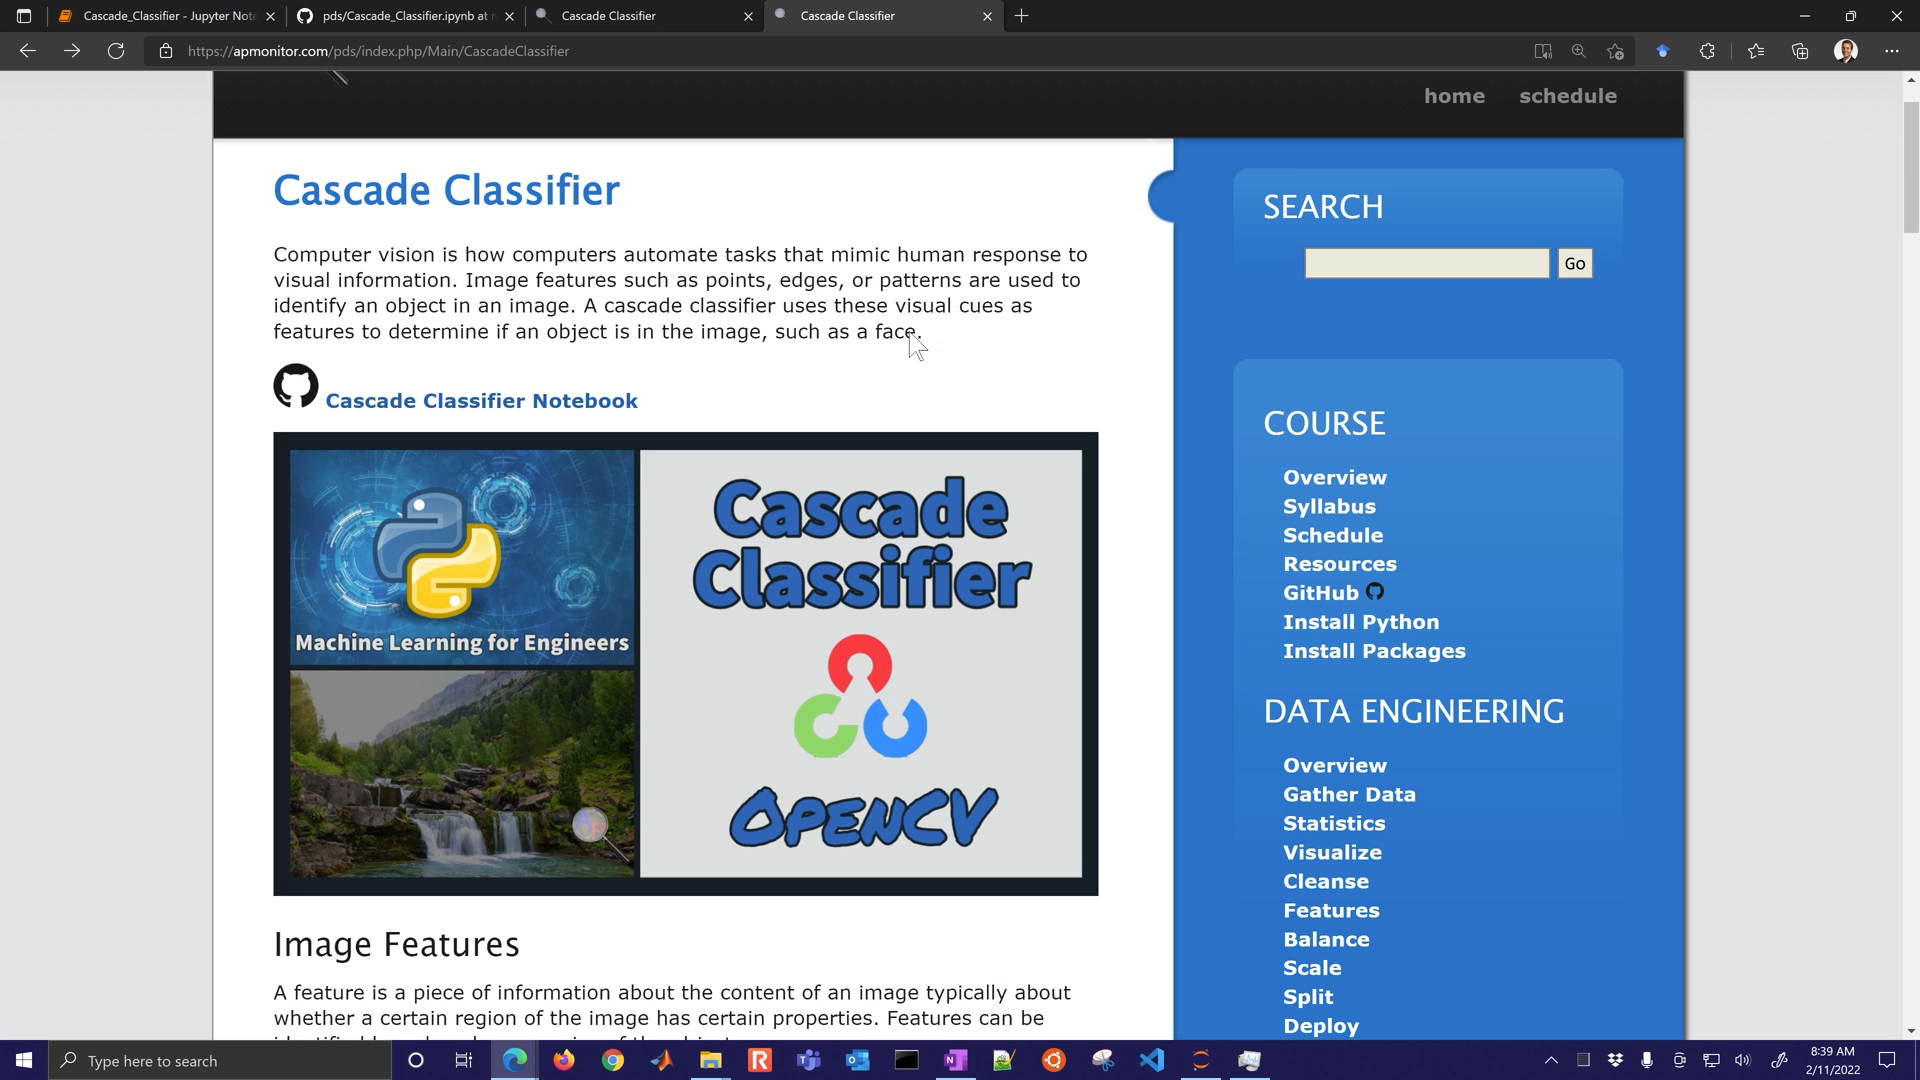 Cascade_Classifier - Jupyter Note
pds/Cascade_Classifier.ipynb at
Cascade Classifier
Cascade Classifier
https://apmonitor.com/pds/index.php/Main/CascadeClassifier
home
schedule
Cascade Classifier
Computer vision is how computers automate tasks that mimic human response to
visual information. Image features such as points, edges, or patterns are used to
identify an object in an image. A cascade classifier uses these visual cues as
features to determine if an object is in the image, such as a face.
Cascade Classifier Notebook
Machine Learning for Engineers
Cascade
Classifier
OpenCV
Image Features
A feature is a piece of information about the content of an image typically about
whether a certain region of the image has certain properties. Features can be
SEARCH
Go
COURSE
Overview
Syllabus
Schedule
Resources
GitHub
Install Python
Install Packages
DATA ENGINEERING
Overview
Gather Data
Statistics
Visualize
Cleanse
Features
Balance
Scale
Split
Deploy
Type here to search
8:39 AM
2/11/2022